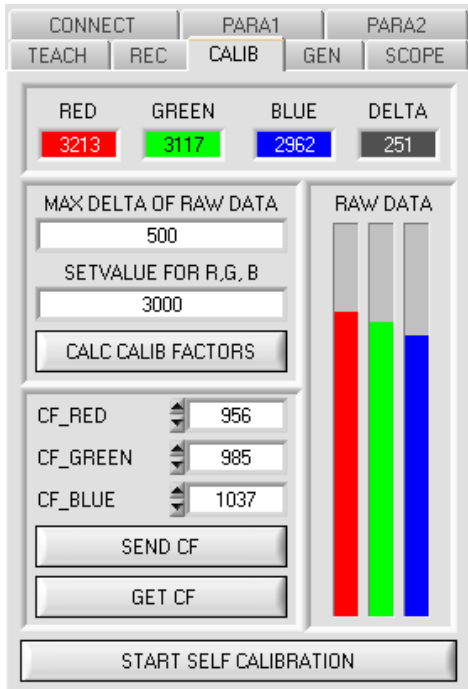 CONNECT PARA1 PARA2
TEACH REC CALIB GEN SCOPE
RED GREEN BLUE DELTA
3213 3117 2962 251
MAX DELTA OF RAW DATA
500
SETVALUE FOR R,G, B
3000
CALC CALIB FACTORS
RAW DATA
CF_RED 956
CF_GREEN 985
CF_BLUE 1037
SEND CF
GET CF
START SELF CALIBRATION